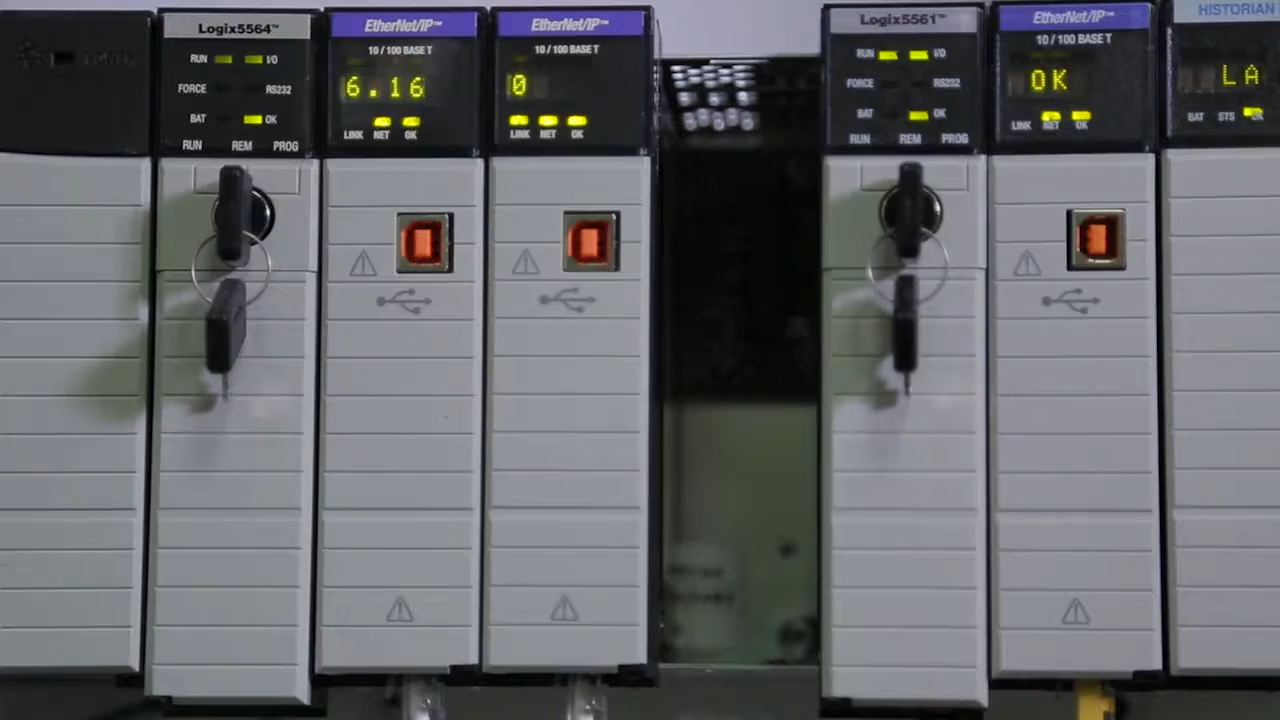 Logix5564™
RUN I/O
FORCE RS232
BAT OK
RUN REM PROG
EtherNet/IP™
10/100 BASE T
6.16
LINK NET OK
EtherNet/IP™
10/100 BASE T
0
LINK NET OK
Logix5561™
RUN I/O
FORCE RS232
BAT OK
RUN REM PROG
EtherNet/IP™
10/100 BASE T
OK
LINK NET OK
HISTORIAN
LA
BAT STS OK